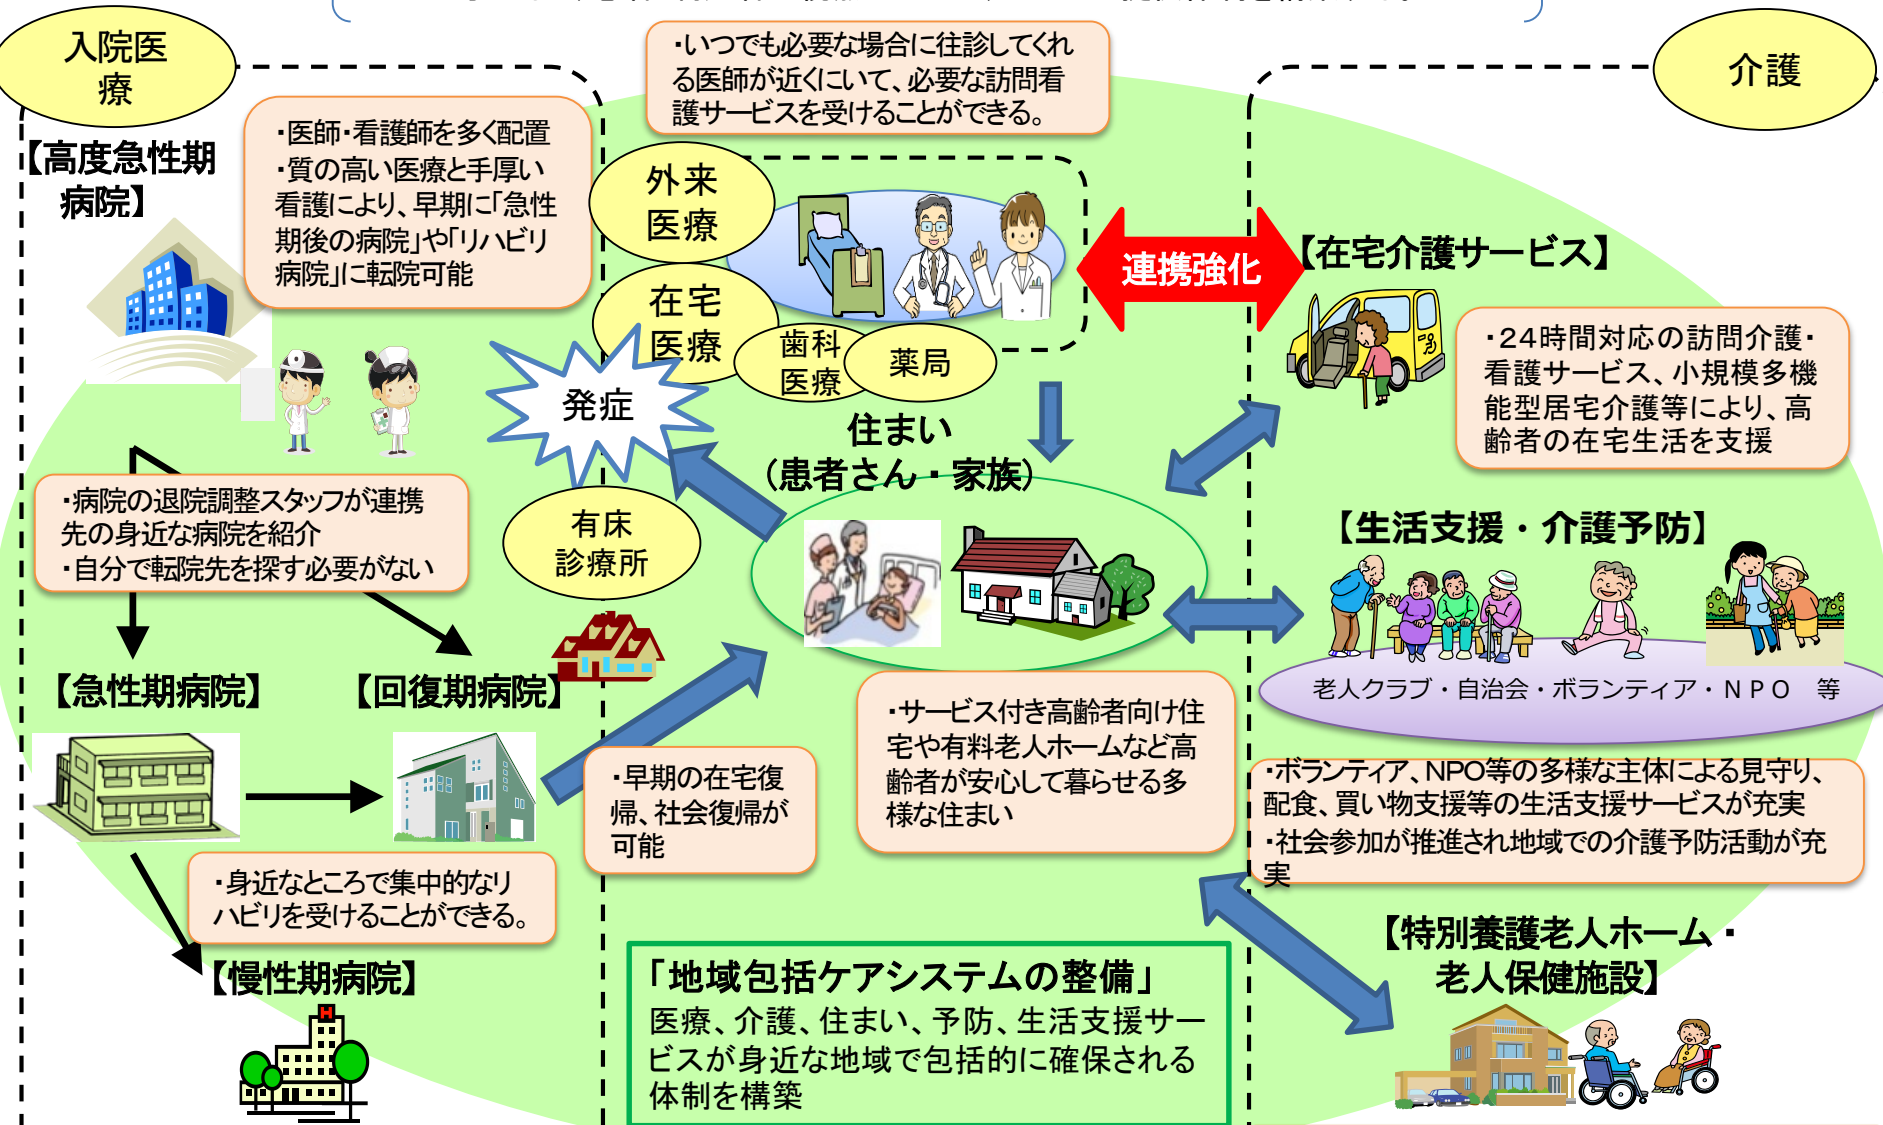 入院医
療
・いつでも必要な場合に往診してくれ
る医師が近くにいて、必要な訪問看
護サービスを受けることができる。
介護
【高度急性期
病院】
・医師・看護師を多く配置
・質の高い医療と手厚い
看護により、早期に「急性
期後の病院」や「リハビリ
病院」に転院可能
外来
医療
在宅
医療
歯科
医療
薬局
連携強化
【在宅介護サービス】
・24時間対応の訪問介護・
看護サービス、小規模多機
能型居宅介護等により、高
齢者の在宅生活を支援
発症
住まい
(患者さん・家族)
・病院の退院調整スタッフが連携
先の身近な病院を紹介
・自分で転院先を探す必要がない
有床
診療所
【生活支援・介護予防】
老人クラブ・自治会・ボランティア・NPO 等
【急性期病院】
【回復期病院】
・サービス付き高齢者向け住
宅や有料老人ホームなど高
齢者が安心して暮らせる多
様な住まい
・早期の在宅復
帰、社会復帰が
可能
・ボランティア、NPO等の多様な主体による見守り、
配食、買い物支援等の生活支援サービスが充実
・社会参加が推進され地域での介護予防活動が充
実
・身近なところで集中的なリ
ハビリを受けることができる。
【慢性期病院】
H
「地域包括ケアシステムの整備」
医療、介護、住まい、予防、生活支援サー
ビスが身近な地域で包括的に確保される
体制を構築
【特別養護老人ホーム・
老人保健施設】